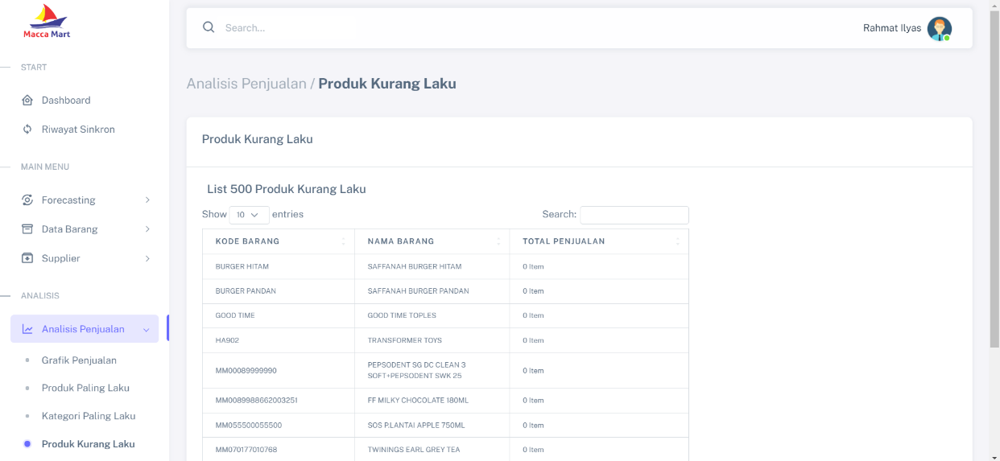 Macca Mart
START
Dashboard
Riwayat Sinkron
MAIN MENU
Forecasting
Data Barang
Supplier
ANALISIS
Analisis Penjualan
Grafik Penjualan
Produk Paling Laku
Kategori Paling Laku
Produk Kurang Laku
Search...
Rahmat Ilyas
Analisis Penjualan / Produk Kurang Laku
Produk Kurang Laku
List 500 Produk Kurang Laku
Show 10 entries Search:
KODE BARANG NAMA BARANG TOTAL PENJUALAN
BURGER HITAM SAFFANAH BURGER HITAM 0 Item
BURGER PANDAN SAFFANAH BURGER PANDAN 0 Item
GOOD TIME GOOD TIME TOPLES 0 Item
HA902 TRANSFORMER TOYS 0 Item
MM00089999990 PEPSODENT SG DC CLEAN 3 SOFT+PEPSODENT SWK 25 0 Item
MM0089988662003251 FF MILKY CHOCOLATE 180ML 0 Item
MM055500055500 SOS P.LANTAI APPLE 750ML 0 Item
MM070177010768 TWININGS EARL GREY TEA 0 Item